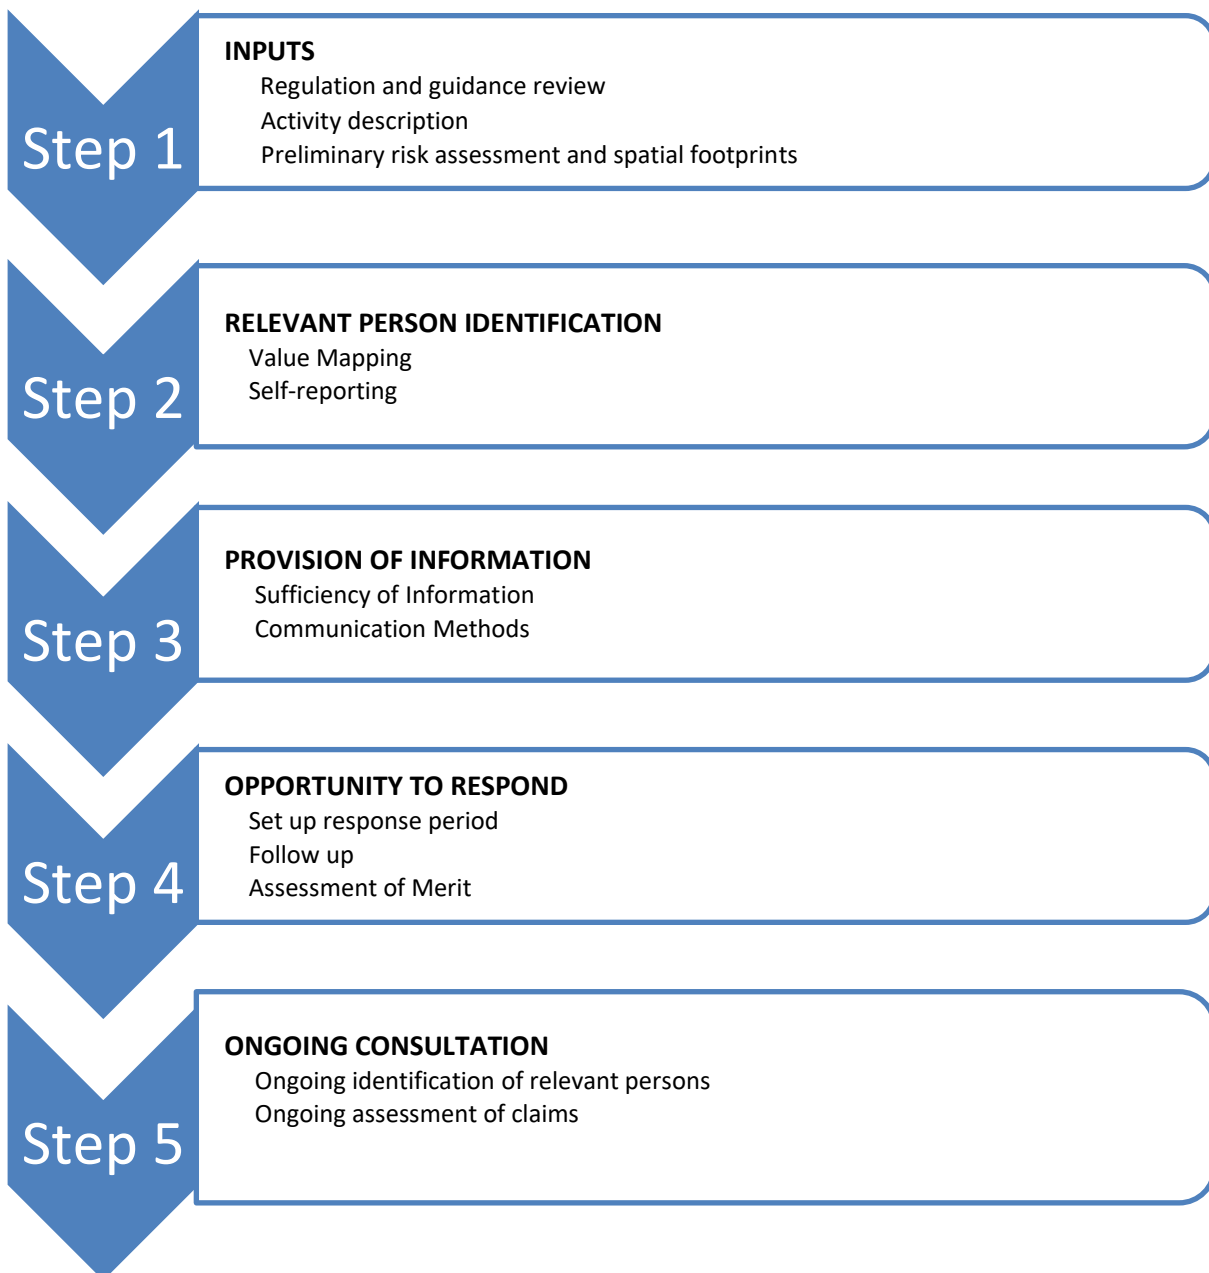 Step 1
INPUTS
Regulation and guidance review
Activity description
Preliminary risk assessment and spatial footprints
Step 2
RELEVANT PERSON IDENTIFICATION
Value Mapping
Self-reporting
Step 3
PROVISION OF INFORMATION
Sufficiency of Information
Communication Methods
Step 4
OPPORTUNITY TO RESPOND
Set up response period
Follow up
Assessment of Merit
Step 5
ONGOING CONSULTATION
Ongoing identification of relevant persons
Ongoing assessment of claims